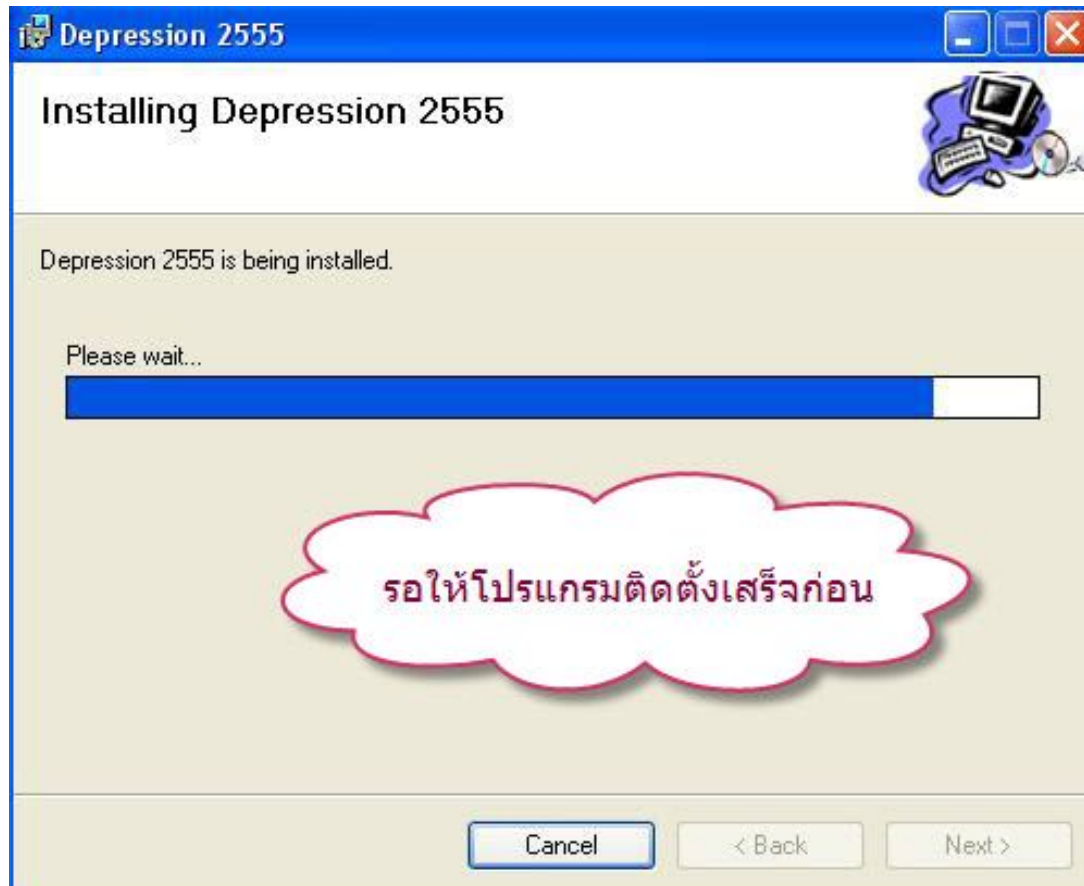 Depression 2555
Installing Depression 2555
Depression 2555 is being installed.
Please wait...
รอให้โปรแกรมติดตั้งเสร็จก่อน
Cancel
< Back
Next >